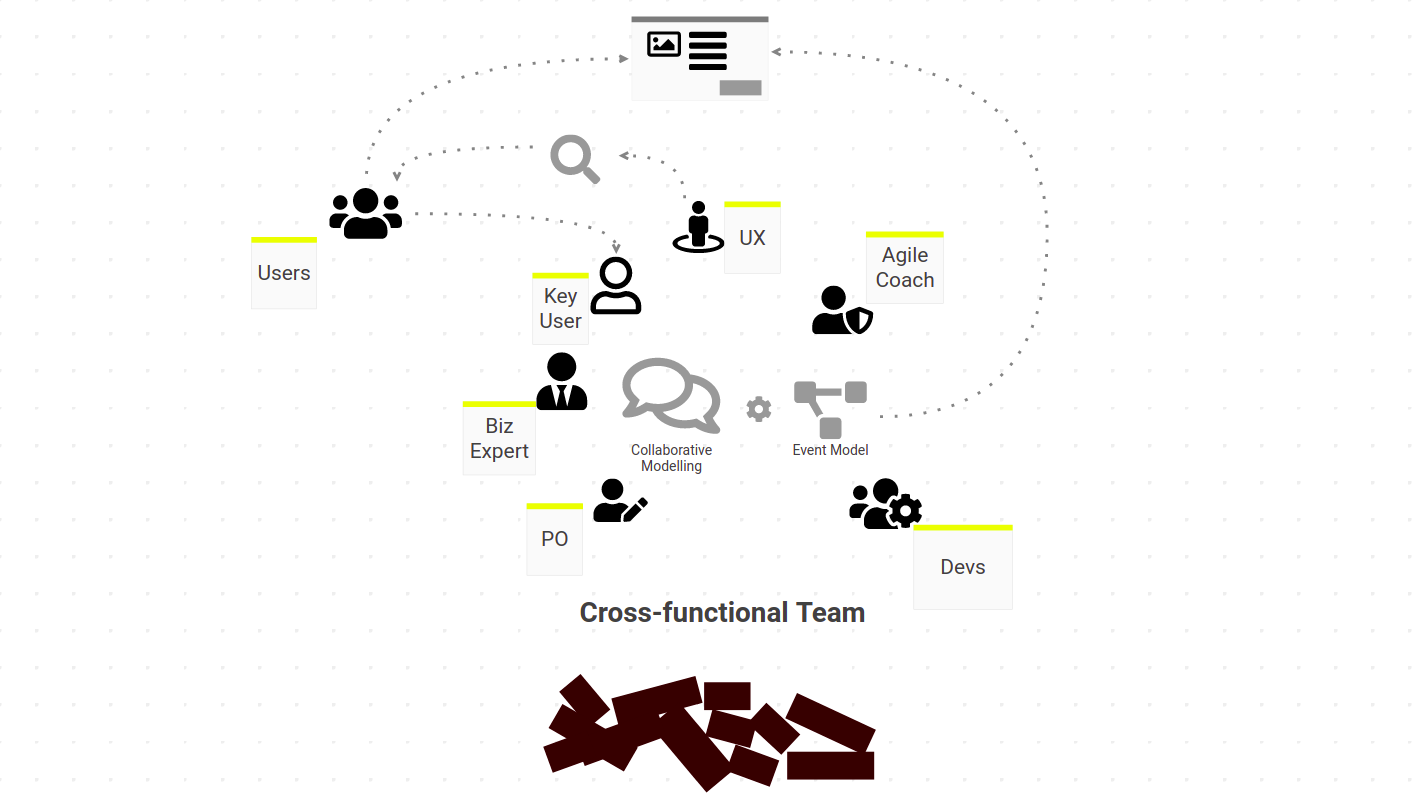 Users
UX
Agile
Coach
Key
User
Biz
Expert
Collaborative
Modelling
Event Model
PO
Devs
Cross-functional Team